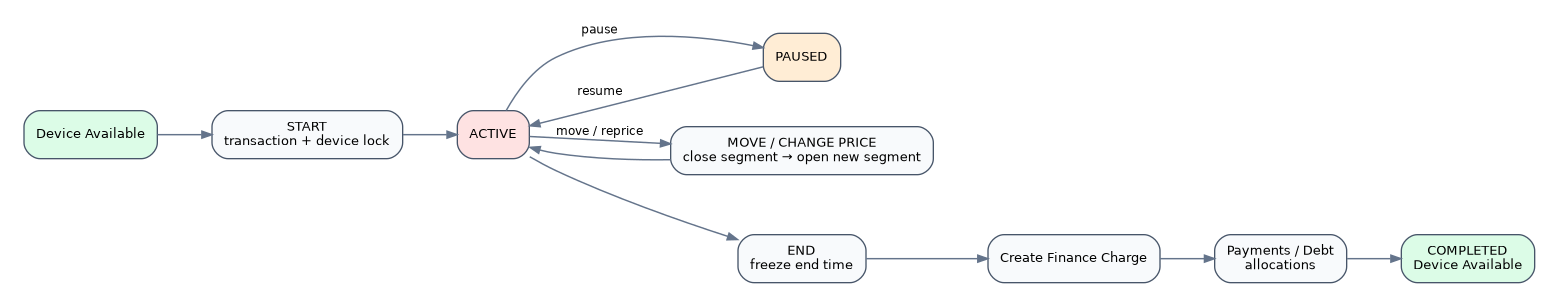 pause
PAUSED
resume
Device Available
START
transaction + device lock
ACTIVE
move / reprice
MOVE / CHANGE PRICE
close segment → open new segment
END
freeze end time
Create Finance Charge
Payments / Debt
allocations
COMPLETED
Device Available